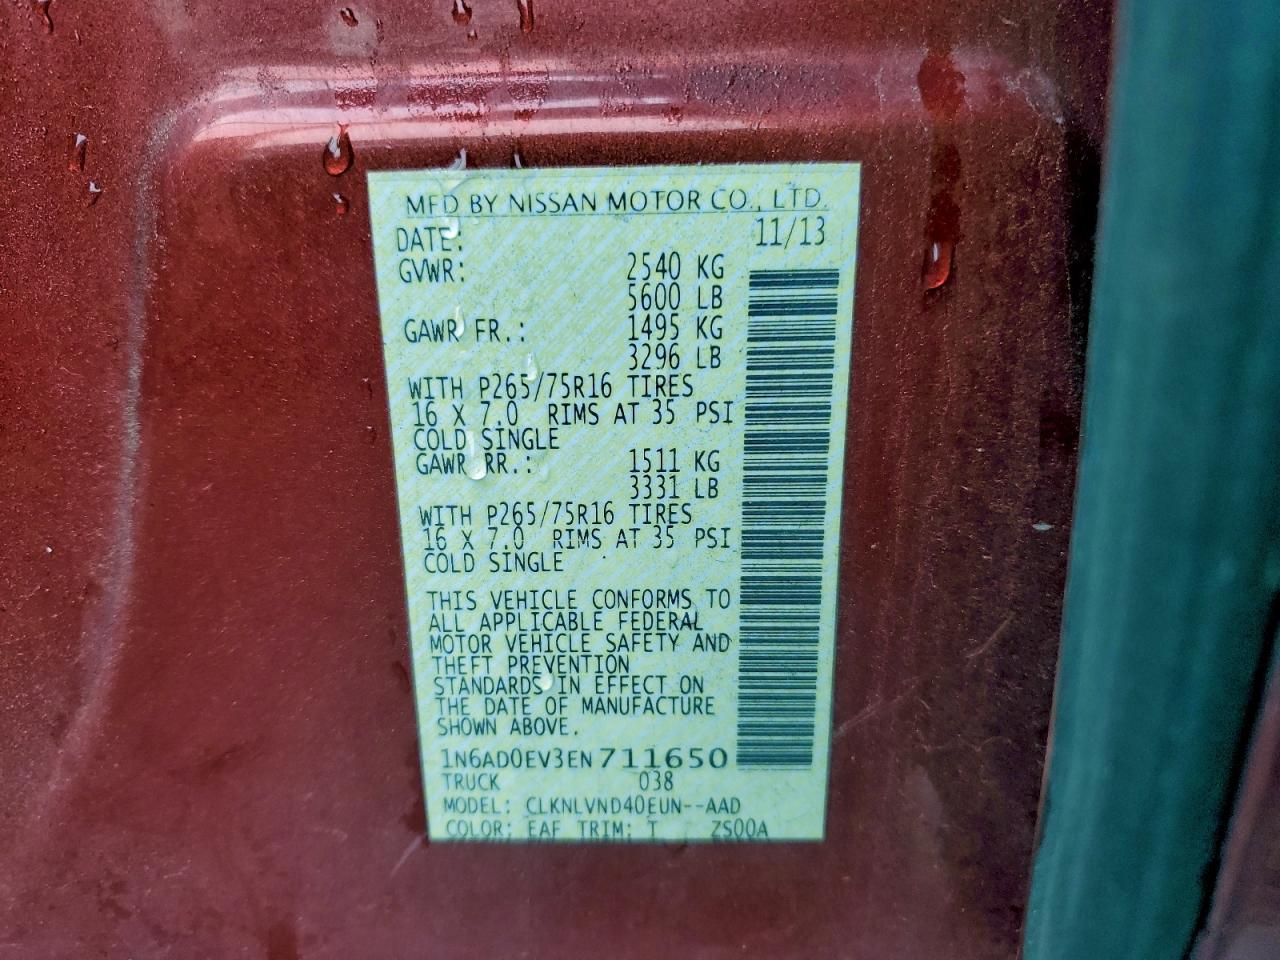 MFD BY NISSAN MOTOR CO., LTD.
DATE: 11/13
GVWR: 2540 KG
5600 LB
GAWR FR.: 1495 KG
3296 LB
WITH P265/75R16 TIRES
16 X 7.0 RIMS AT 35 PSI
COLD SINGLE
GAWR RR.: 1511 KG
3331 LB
WITH P265/75R16 TIRES
16 X 7.0 RIMS AT 35 PSI
COLD SINGLE
THIS VEHICLE CONFORMS TO
ALL APPLICABLE FEDERAL
MOTOR VEHICLE SAFETY AND
THEFT PREVENTION
STANDARDS IN EFFECT ON
THE DATE OF MANUFACTURE
SHOWN ABOVE.
1N6AD0EV3EN711650
TRUCK 038
MODEL: CLKNLVND40EUN--AAD
COLOR: EAF TRIM: T ZS00A